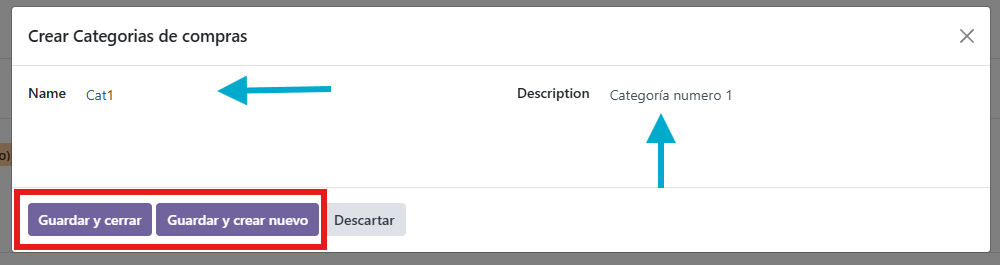 Crear Categorias de compras
Name Cat1 Description Categoría numero 1
o)
Guardar y cerrar Guardar y crear nuevo Descartar